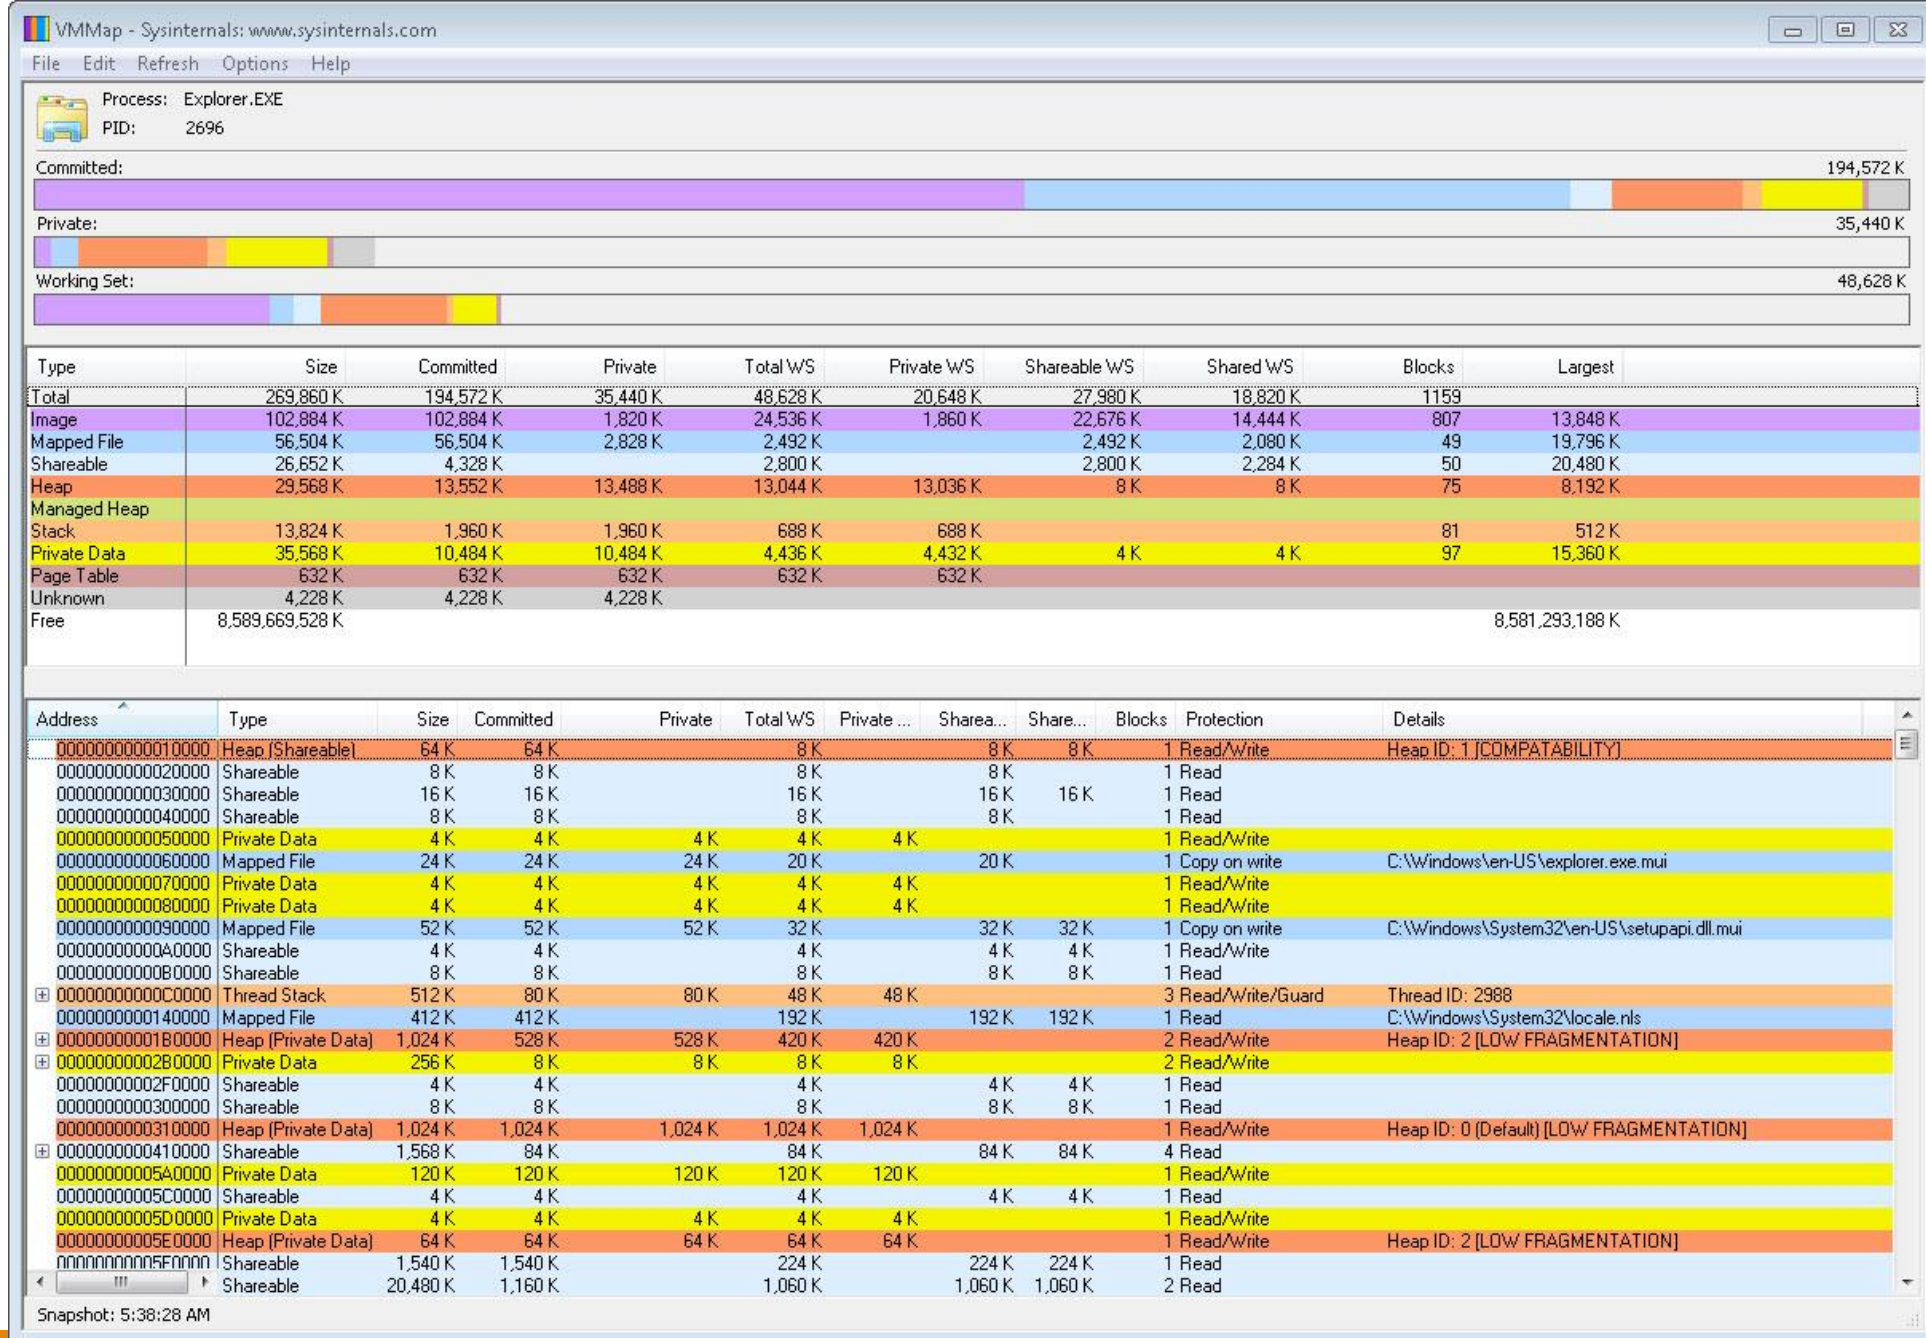 VMMap - Sysinternals: www.sysinternals.com
File Edit Refresh Options Help
Process: Explorer.EXE
PID: 2696
Committed: 194,572 K
Private: 35,440 K
Working Set: 48,628 K
Type Size Committed Private Total WS Private WS Shareable WS Shared WS Blocks Largest
Total 269,860 K 194,572 K 35,440 K 48,628 K 20,648 K 27,980 K 18,820 K 1159
Image 102,884 K 102,884 K 1,820 K 24,536 K 1,860 K 22,676 K 14,444 K 807 13,848 K
Mapped File 56,504 K 56,504 K 2,828 K 2,492 K 2,492 K 2,080 K 49 19,796 K
Shareable 26,652 K 4,328 K 2,800 K 2,800 K 2,284 K 50 20,480 K
Heap 29,568 K 13,552 K 13,488 K 13,044 K 13,036 K 8 K 8 K 75 8,192 K
Managed Heap
Stack 13,824 K 1,960 K 1,960 K 688 K 688 K 81 512 K
Private Data 35,568 K 10,484 K 10,484 K 4,436 K 4,432 K 4 K 4 K 97 15,360 K
Page Table 632 K 632 K 632 K 632 K 632 K
Unknown 4,228 K 4,228 K 4,228 K
Free 8,589,669,528 K 8,581,293,188 K
Address Type Size Committed Private Total WS Private ... Sharea... Share... Blocks Protection Details
0000000000010000 Heap (Shareable) 64 K 64 K 8 K 8 K 8 K 1 Read/Write Heap ID: 1 [COMPATABILITY]
0000000000020000 Shareable 8 K 8 K 8 K 8 K 1 Read
0000000000030000 Shareable 16 K 16 K 16 K 16 K 16 K 1 Read
0000000000040000 Shareable 8 K 8 K 8 K 8 K 1 Read
0000000000050000 Private Data 4 K 4 K 4 K 4 K 4 K 1 Read/Write
0000000000060000 Mapped File 24 K 24 K 24 K 20 K 20 K 1 Copy on write C:\Windows\en-US\explorer.exe.mui
0000000000070000 Private Data 4 K 4 K 4 K 4 K 4 K 1 Read/Write
0000000000080000 Private Data 4 K 4 K 4 K 4 K 4 K 1 Read/Write
0000000000090000 Mapped File 52 K 52 K 52 K 32 K 32 K 32 K 1 Copy on write C:\Windows\System32\en-US\setupapi.dll.mui
00000000000A0000 Shareable 4 K 4 K 4 K 4 K 4 K 1 Read/Write
00000000000B0000 Shareable 8 K 8 K 8 K 8 K 8 K 1 Read
00000000000C0000 Thread Stack 512 K 80 K 80 K 48 K 48 K 3 Read/Write/Guard Thread ID: 2988
0000000000140000 Mapped File 412 K 412 K 192 K 192 K 192 K 1 Read C:\Windows\System32\locale.nls
00000000001B0000 Heap (Private Data) 1,024 K 528 K 528 K 420 K 420 K 2 Read/Write Heap ID: 2 [LOW FRAGMENTATION]
00000000002B0000 Private Data 256 K 8 K 8 K 8 K 8 K 2 Read/Write
00000000002F0000 Shareable 4 K 4 K 4 K 4 K 4 K 1 Read
0000000000300000 Shareable 8 K 8 K 8 K 8 K 8 K 1 Read
0000000000310000 Heap (Private Data) 1,024 K 1,024 K 1,024 K 1,024 K 1,024 K 1 Read/Write Heap ID: 0 (Default) [LOW FRAGMENTATION]
0000000000410000 Shareable 1,568 K 84 K 84 K 84 K 84 K 4 Read
00000000005A0000 Private Data 120 K 120 K 120 K 120 K 120 K 1 Read/Write
00000000005C0000 Shareable 4 K 4 K 4 K 4 K 4 K 1 Read
00000000005D0000 Private Data 4 K 4 K 4 K 4 K 4 K 1 Read/Write
00000000005E0000 Heap (Private Data) 64 K 64 K 64 K 64 K 64 K 1 Read/Write Heap ID: 2 [LOW FRAGMENTATION]
00000000005F0000 Shareable 1,540 K 1,540 K 224 K 224 K 224 K 1 Read
Shareable 20,480 K 1,160 K 1,060 K 1,060 K 1,060 K 2 Read
Snapshot: 5:38:28 AM